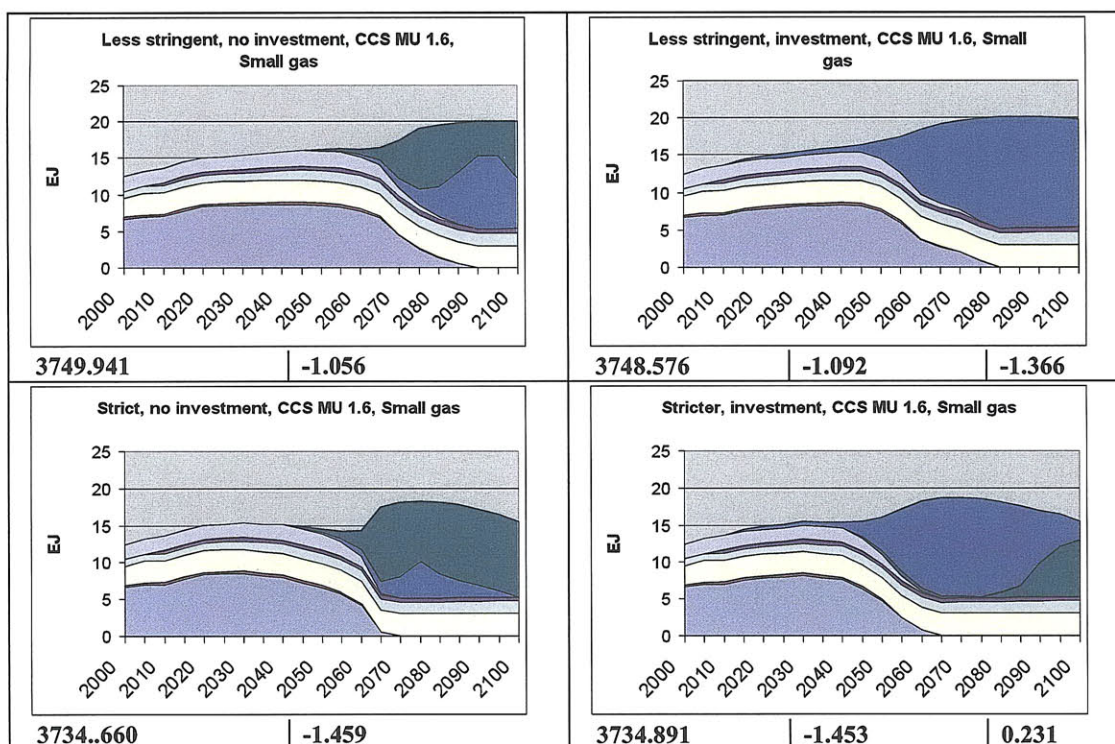 Less stringent, no investment, CCS MU 1.6,
Small gas
25
20
15
10
5
0
EJ
2000 2010 2020 2030 2040 2050 2060 2070 2080 2090 2100
3749.941 -1.056
Less stringent, investment, CCS MU 1.6, Small
gas
25
20
15
10
5
0
EJ
2000 2010 2020 2030 2040 2050 2060 2070 2080 2090 2100
3748.576 -1.092 -1.366
Strict, no investment, CCS MU 1.6, Small gas
25
20
15
10
5
0
EJ
2000 2010 2020 2030 2040 2050 2060 2070 2080 2090 2100
3734..660 -1.459
Stricter, investment, CCS MU 1.6, Small gas
25
20
15
10
5
0
EJ
2000 2010 2020 2030 2040 2050 2060 2070 2080 2090 2100
3734.891 -1.453 0.231